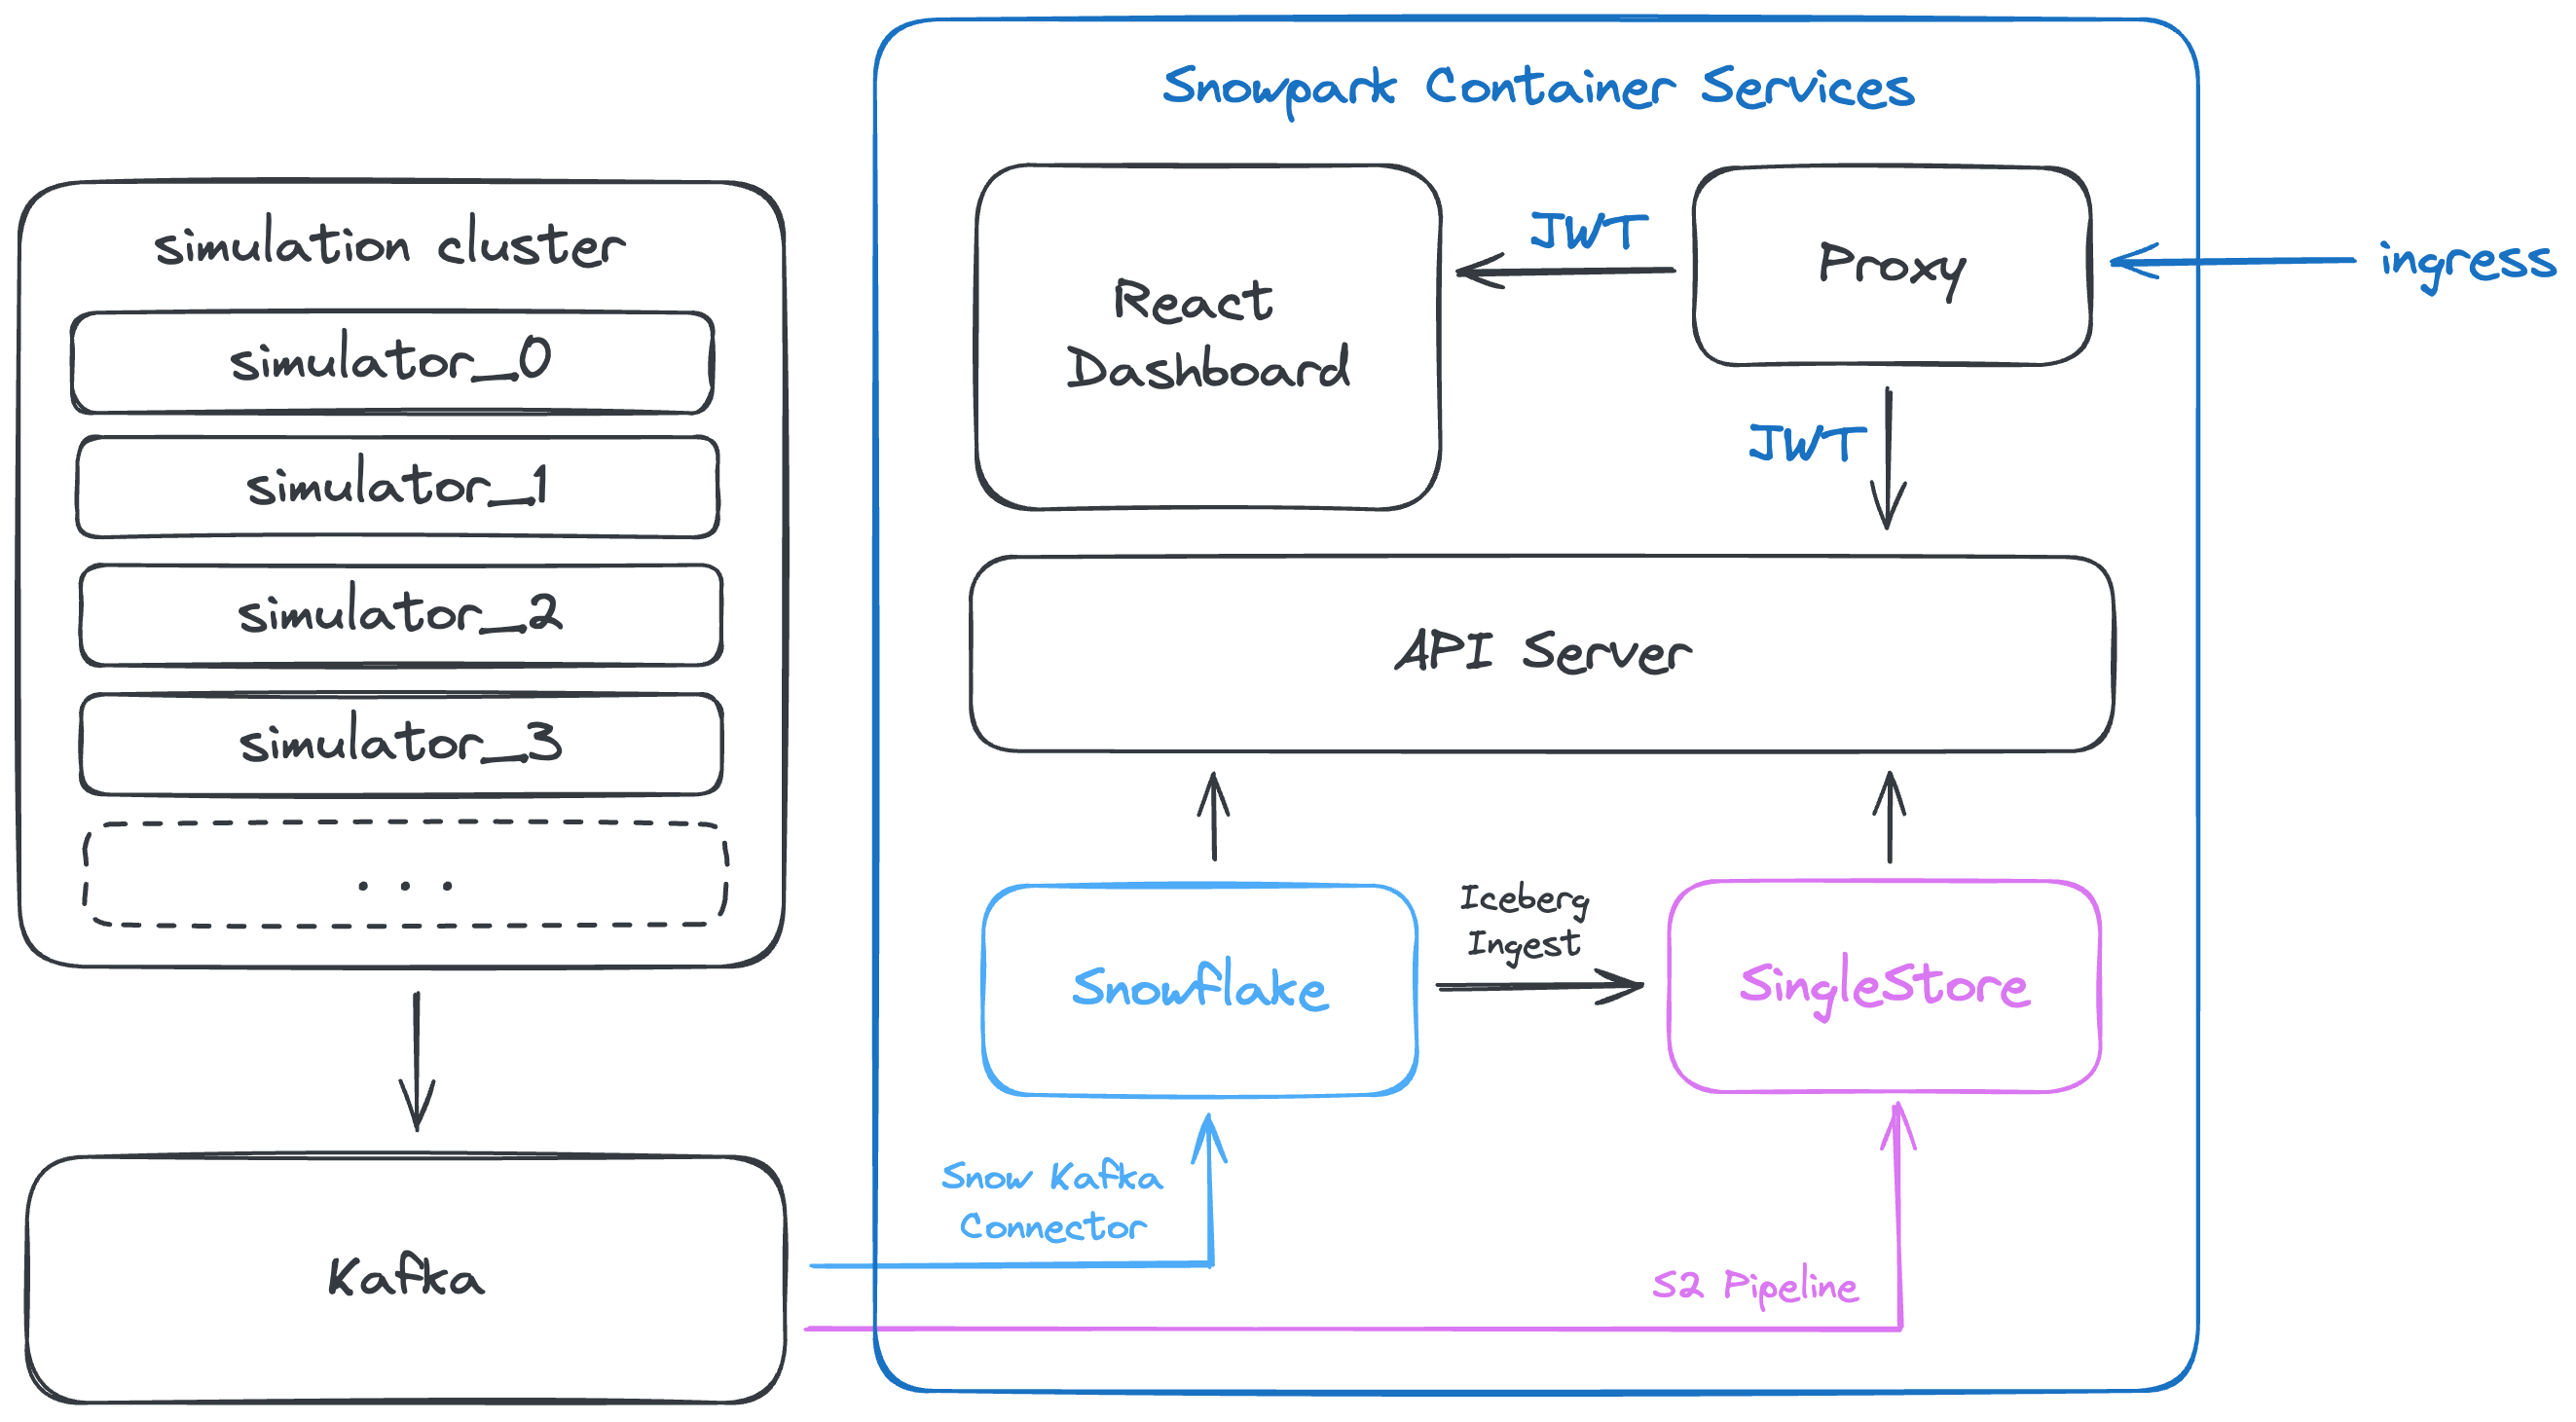 Snowpark Container Services
simulation cluster
simulator_0
simulator_1
simulator_2
simulator_3
. . .
Kafka
React
Dashboard
JWT
Proxy
ingress
JWT
API Server
Snowflake
Iceberg
Ingest
SingleStore
Snow Kafka
Connector
S2 Pipeline